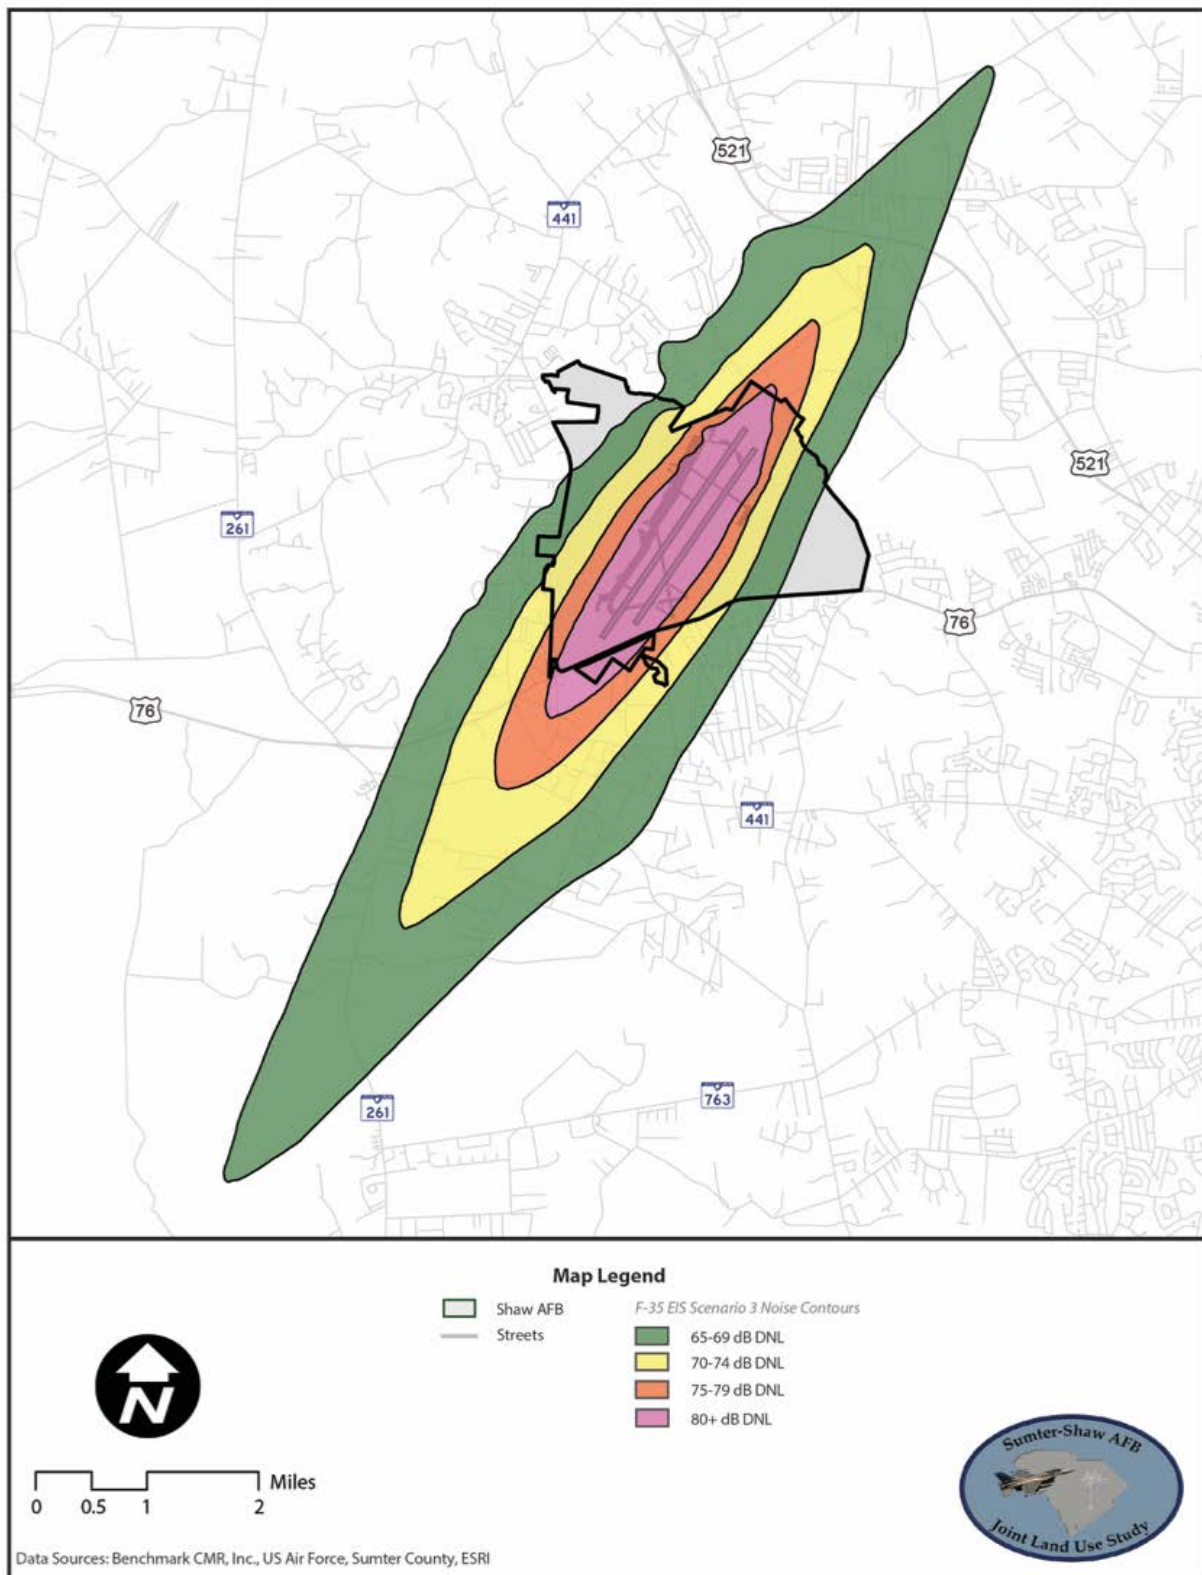 521
441
521
261
76
76
441
261
763
Map Legend
Shaw AFB
Streets
F-35 EIS Scenario 3 Noise Contours
65-69 dB DNL
70-74 dB DNL
75-79 dB DNL
80+ dB DNL
N
0 0.5 1 2 Miles
Sumter-Shaw AFB
Joint Land Use Study
Data Sources: Benchmark CMR, Inc., US Air Force, Sumter County, ESRI